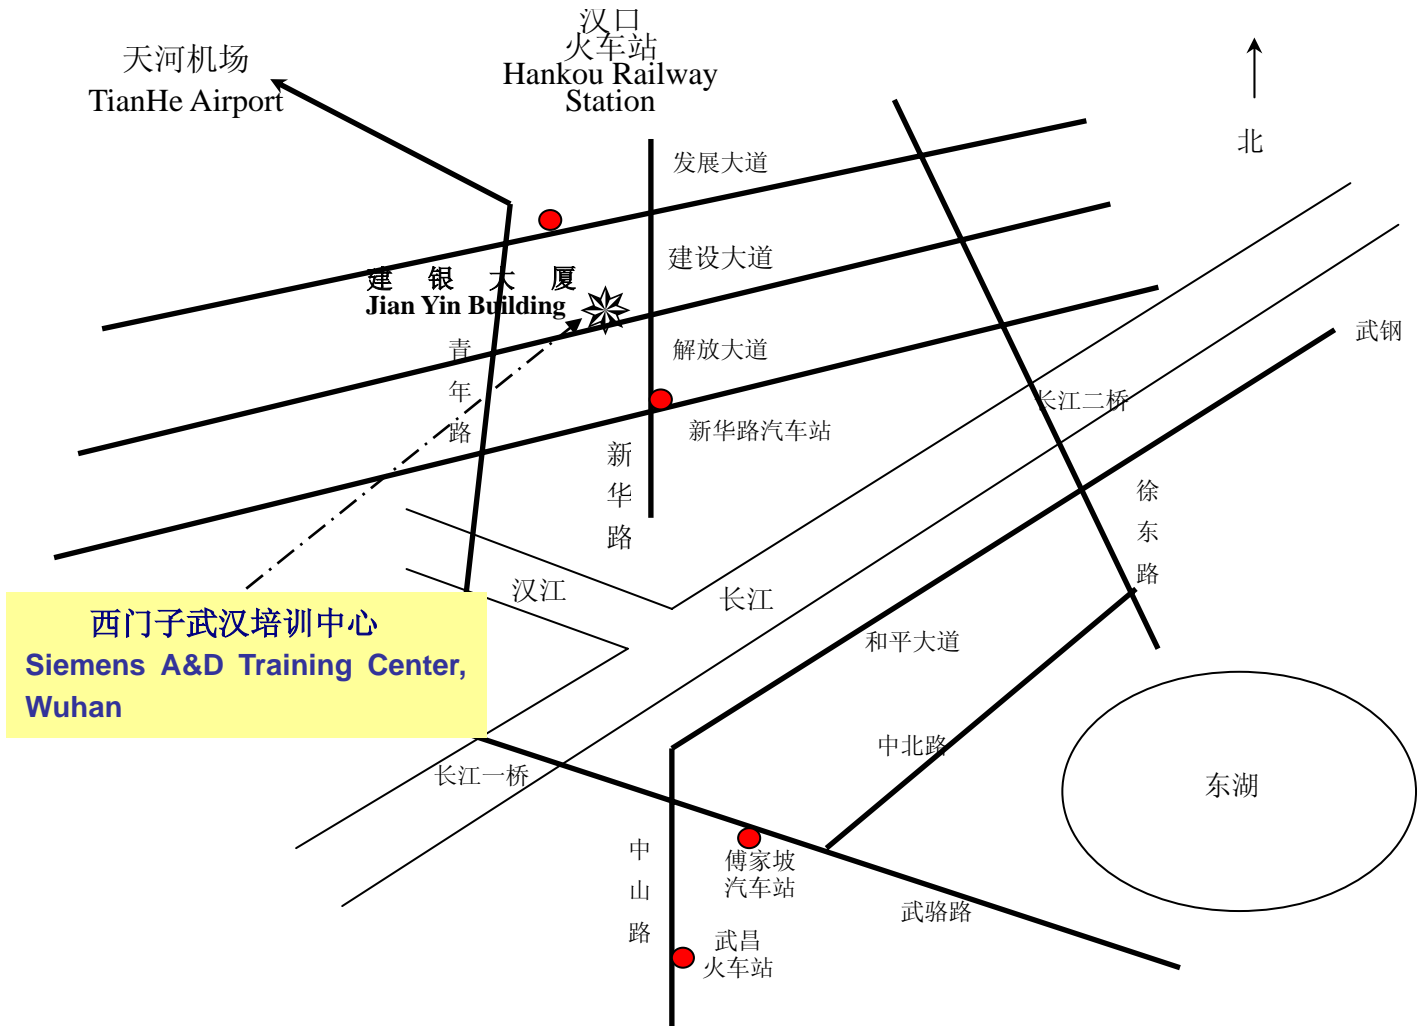 汉口
火车站
Hankou Railway
Station
天河机场
TianHe Airport
北
发展大道
建设大道
建银大厦
Jian Yin Building
解放大道
青年路
新华路汽车站
新华路
武钢
长江二桥
徐东路
汉江
长江
西门子武汉培训中心
Siemens A&D Training Center,
Wuhan
和平大道
中北路
长江一桥
东湖
中山路
傅家坡
汽车站
武骆路
武昌
火车站